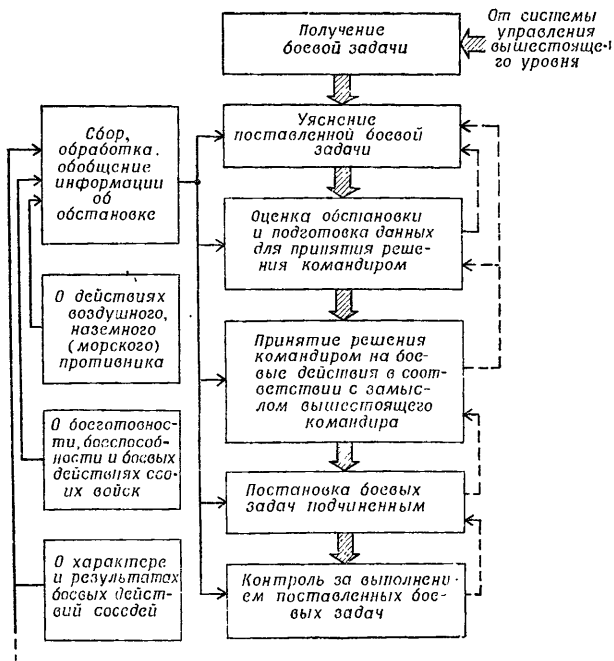 Получение
боевой задачи
От системы
управления
вышестояще-
го уровня
Уяснение
поставленной боевой
задачи
Сбор,
обработка.
обобщение
информации
об
обстановке
Оценка обстановки
и подготовка данных
для принятия реше-
ния командиром
О действиях
воздушного,
наземного
(морского)
противника
Принятие решения
командиром на бое-
вые действия в соот-
ветствии с замыс-
лом вышестоящего
командира
О боеготовнос-
ти, боеспособ-
ности и боевых
действиях сво-
их войск
Постановка боевых
задач подчиненным
О характере
и результатах
боевых дейст-
вий соседей
Контроль за выполнени-
ем поставленных бое-
вых задач